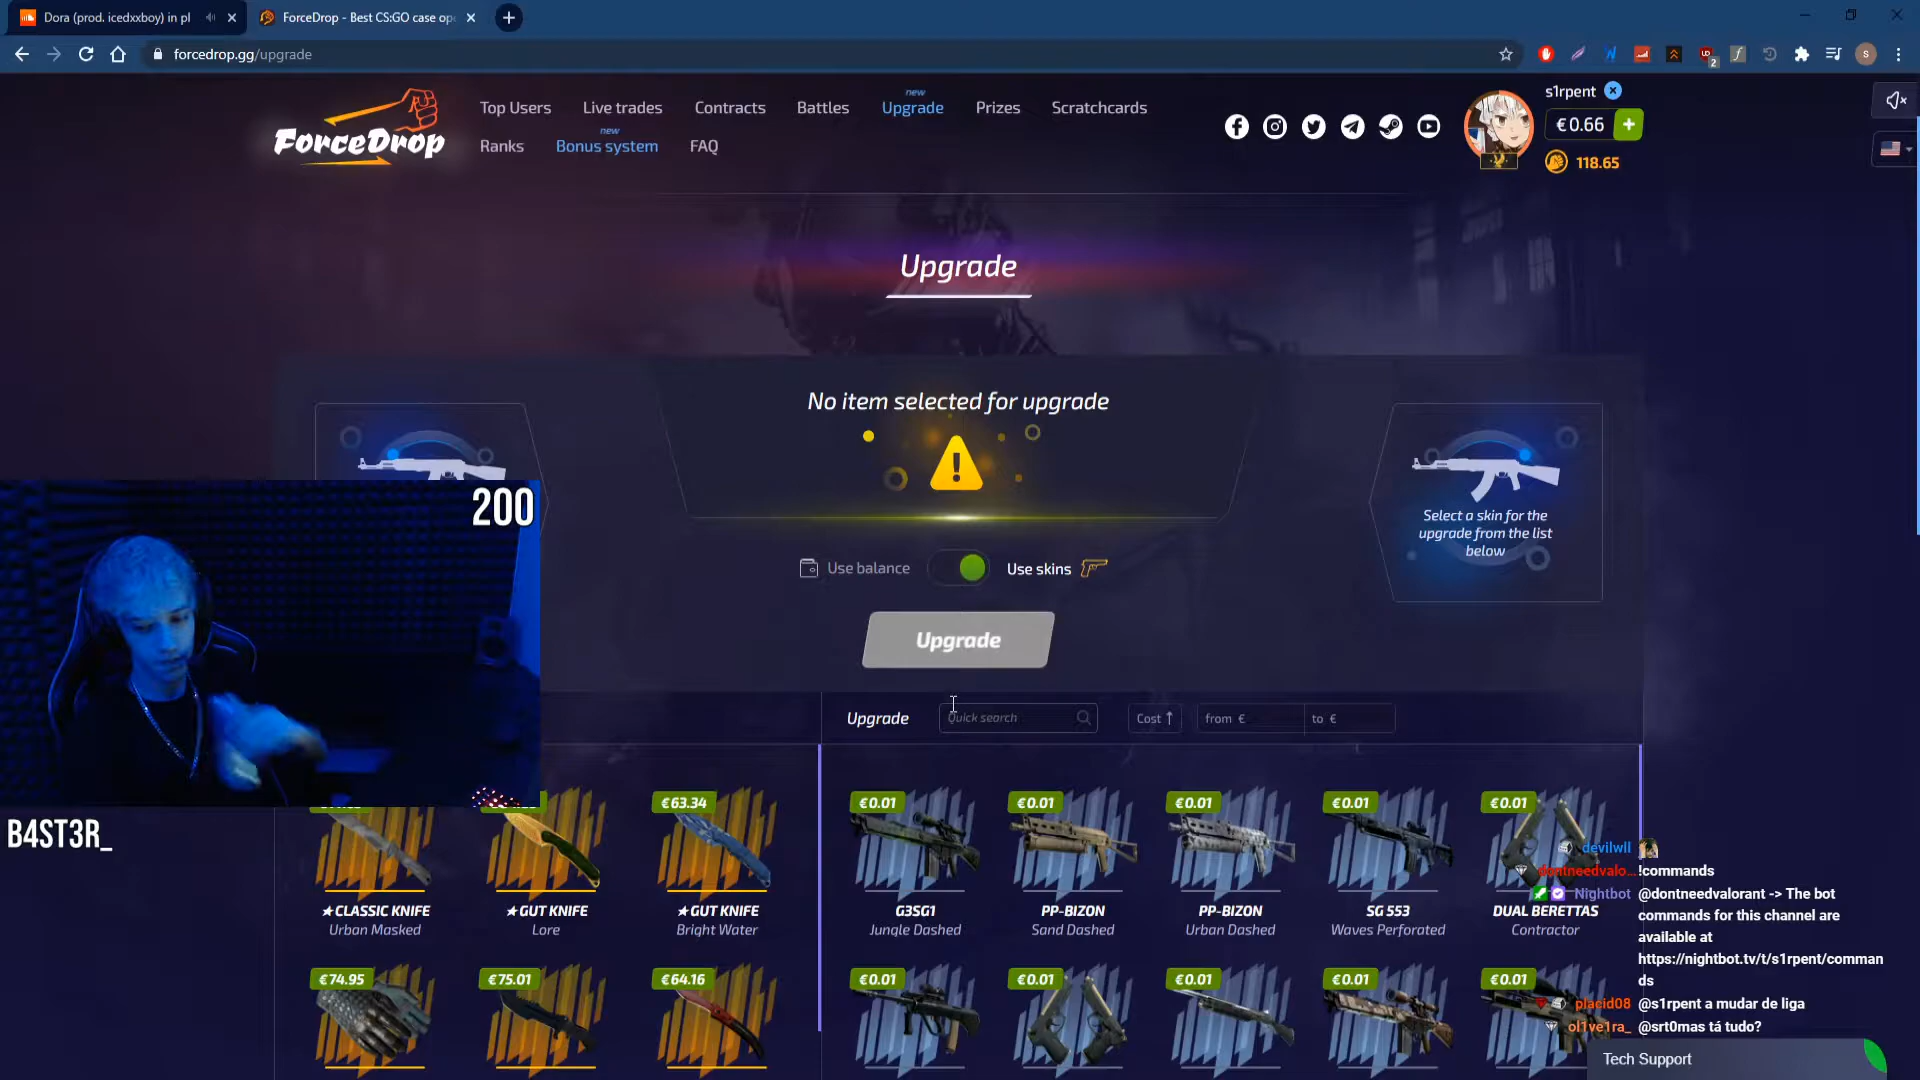 Dora (prod. icedxxboy) in pl
ForceDrop - Best CS:GO case op
forcedrop.gg/upgrade
2
S
ForceDrop
Top Users
Live trades
Contracts
Battles
new
Upgrade
Prizes
Scratchcards
Ranks
new
Bonus system
FAQ
s1rpent
€ 0.66
118.65
Upgrade
No item selected for upgrade
Select a skin for the
upgrade from the list
below
Use balance
Use skins
Upgrade
200
B4ST3R_
Upgrade
Quick search
Cost
from €
to €
€63.34
€0.01
€0.01
€0.01
€0.01
€0.01
★CLASSIC KNIFE
Urban Masked
★GUT KNIFE
Lore
★GUT KNIFE
Bright Water
G3SG1
Jungle Dashed
PP-BIZON
Sand Dashed
PP-BIZON
Urban Dashed
SG 553
Waves Perforated
DUAL BERETTAS
Contractor
€74.95
€75.01
€64.16
€0.01
€0.01
€0.01
€0.01
€0.01
devilwll
dontneedvalo... !commands
Nightbot @dontneedvalorant -> The bot
commands for this channel are
available at
https://nightbot.tv/t/s1rpent/comman
ds
placid08 @s1rpent a mudar de liga
ol1ve1ra_ @srt0mas tá tudo?
Tech Support